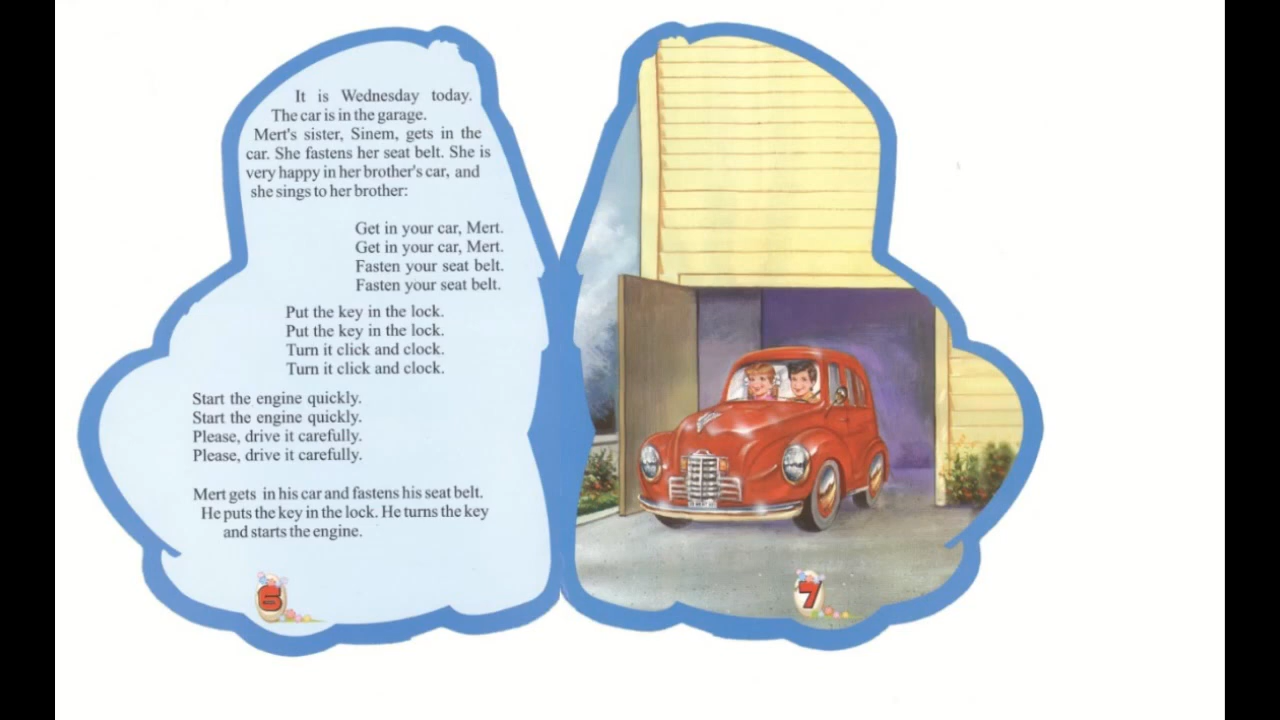 It is Wednesday today.
The car is in the garage.
Mert's sister, Sinem, gets in the
car. She fastens her seat belt. She is
very happy in her brother's car, and
she sings to her brother:
Get in your car, Mert.
Get in your car, Mert.
Fasten your seat belt.
Fasten your seat belt.
Put the key in the lock.
Put the key in the lock.
Turn it click and clock.
Turn it click and clock.
Start the engine quickly.
Start the engine quickly.
Please, drive it carefully.
Please, drive it carefully.
Mert gets in his car and fastens his seat belt.
He puts the key in the lock. He turns the key
and starts the engine.
6
7